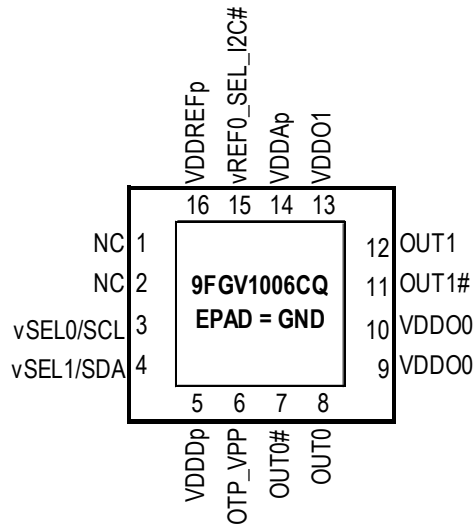 VDDREFp
vREF0_SEL_I2C#
VDDAp
VDDO1
16 15 14 13
NC 1
NC 2
vSEL0/SCL 3
vSEL1/SDA 4
9FGV1006CQ
EPAD = GND
12 OUT1
11 OUT1#
10 VDDO0
9 VDDO0
5 6 7 8
VDDDp
OTP_VPP
OUT0#
OUT0